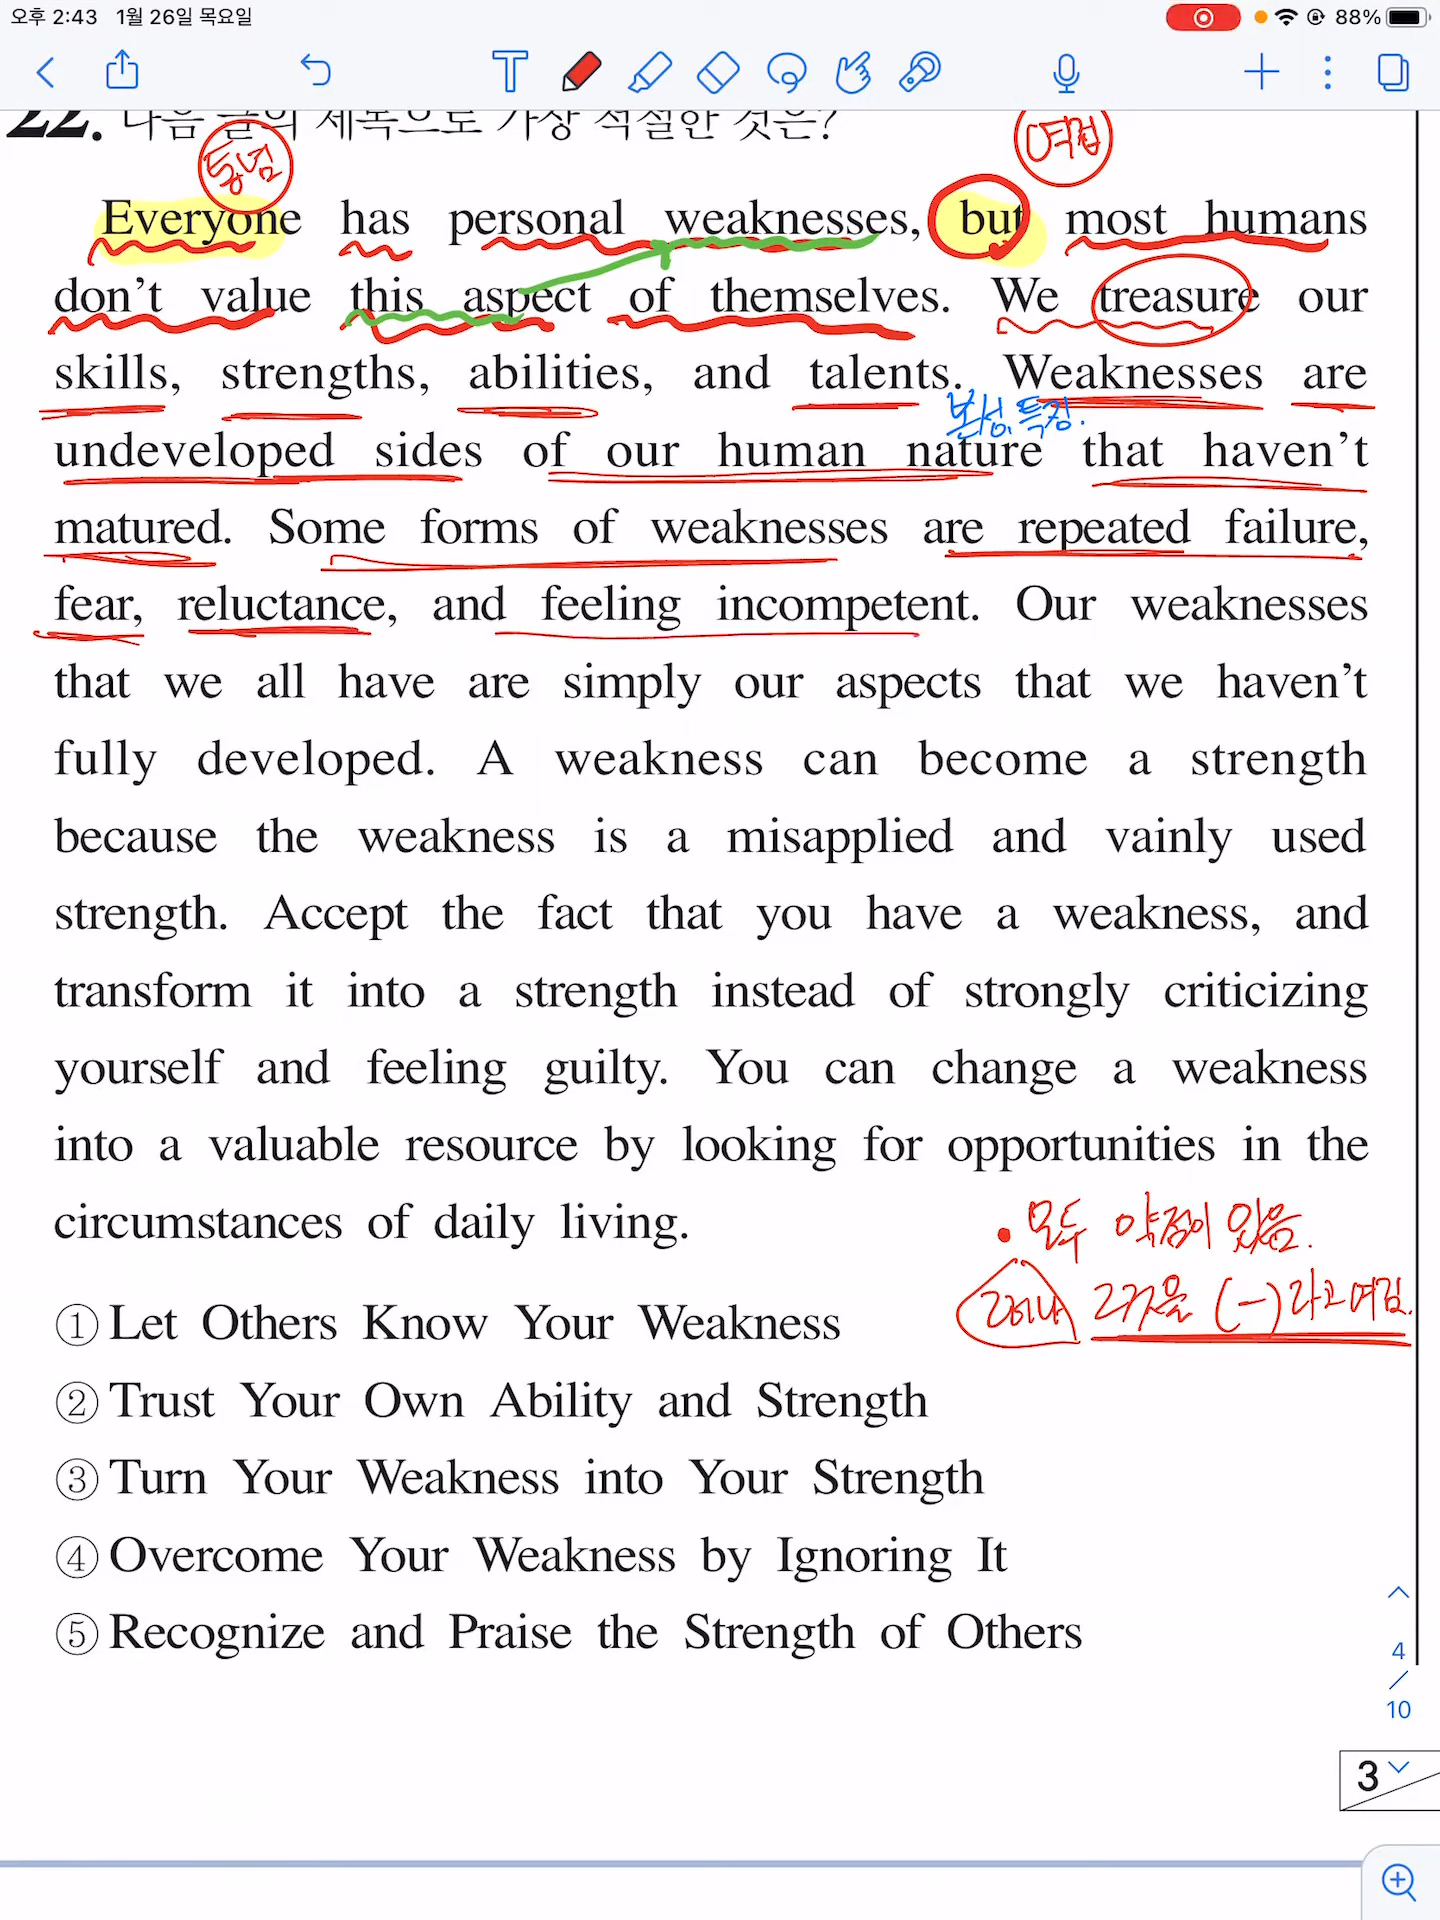 오후 2:43 1월 26일 목요일 88%
T
22. 다음 글의 제목으로 가장 적절한 것은?
통념 여겁
Everyone has personal weaknesses, but most humans
don't value this aspect of themselves. We treasure our
skills, strengths, abilities, and talents. Weaknesses are
본성, 특징.
undeveloped sides of our human nature that haven't
matured. Some forms of weaknesses are repeated failure,
fear, reluctance, and feeling incompetent. Our weaknesses
that we all have are simply our aspects that we haven't
fully developed. A weakness can become a strength
because the weakness is a misapplied and vainly used
strength. Accept the fact that you have a weakness, and
transform it into a strength instead of strongly criticizing
yourself and feeling guilty. You can change a weakness
into a valuable resource by looking for opportunities in the
circumstances of daily living.
• 모두 약점이 있음.
그러나 그것을 (-)라고 여김.
① Let Others Know Your Weakness
② Trust Your Own Ability and Strength
③ Turn Your Weakness into Your Strength
④ Overcome Your Weakness by Ignoring It
⑤ Recognize and Praise the Strength of Others
4
/
10
3